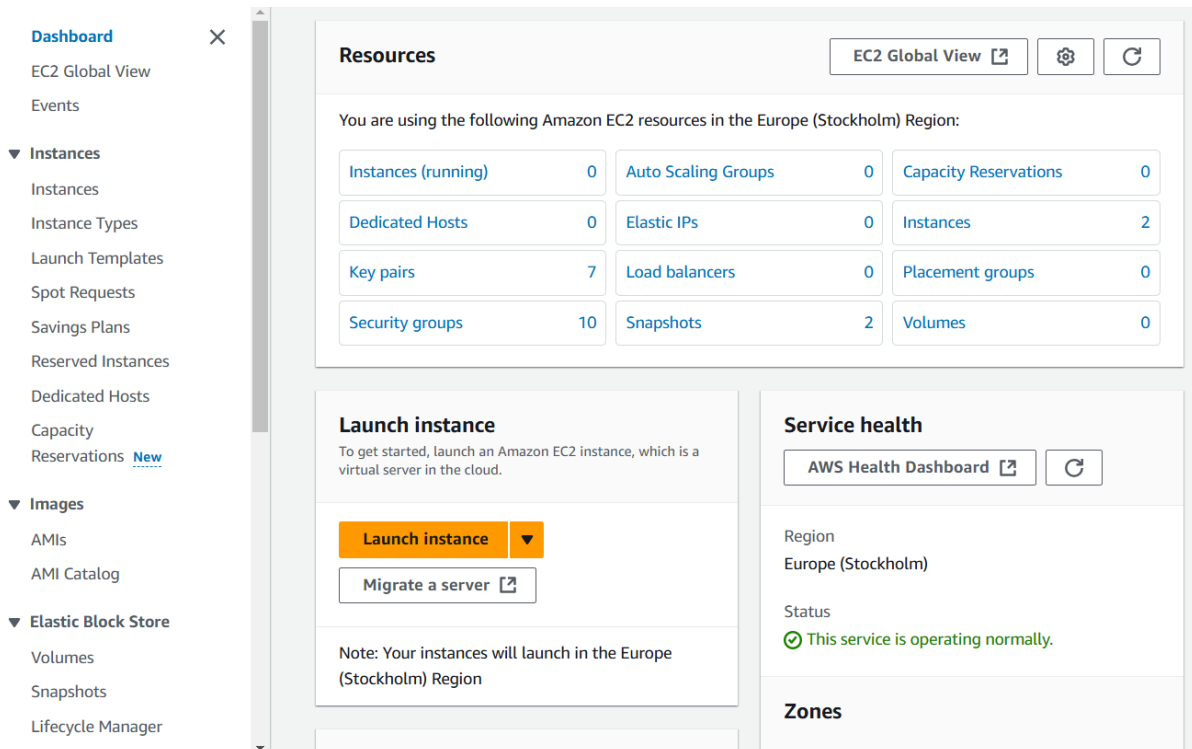 Dashboard
EC2 Global View
Events
Instances
Instances
Instance Types
Launch Templates
Spot Requests
Savings Plans
Reserved Instances
Dedicated Hosts
Capacity
Reservations New
Images
AMIs
AMI Catalog
Elastic Block Store
Volumes
Snapshots
Lifecycle Manager
Resources
EC2 Global View
You are using the following Amazon EC2 resources in the Europe (Stockholm) Region:
Instances (running) 0
Auto Scaling Groups 0
Capacity Reservations 0
Dedicated Hosts 0
Elastic IPs 0
Instances 2
Key pairs 7
Load balancers 0
Placement groups 0
Security groups 10
Snapshots 2
Volumes 0
Launch instance
To get started, launch an Amazon EC2 instance, which is a
virtual server in the cloud.
Launch instance
Migrate a server
Note: Your instances will launch in the Europe
(Stockholm) Region
Service health
AWS Health Dashboard
Region
Europe (Stockholm)
Status
This service is operating normally.
Zones